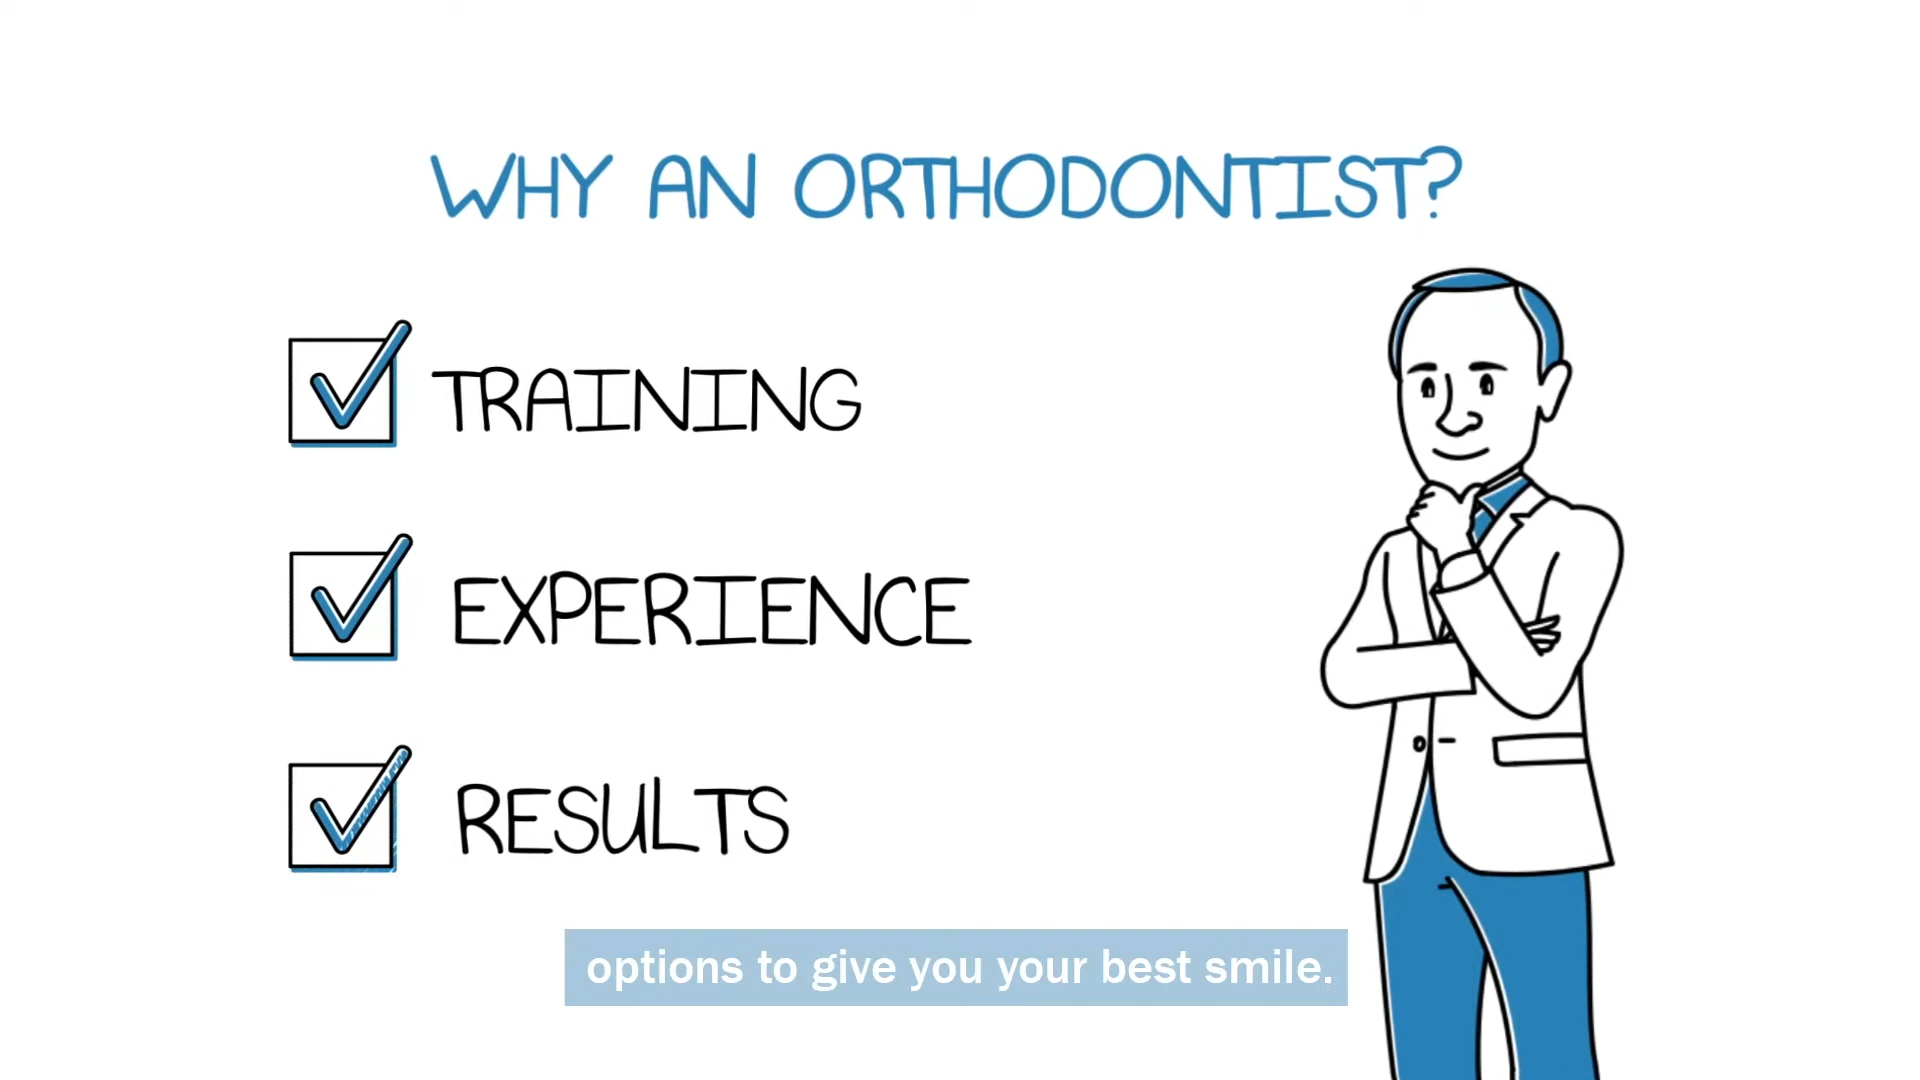 WHY AN ORTHODONTIST?
TRAINING
EXPERIENCE
RESULTS
options to give you your best smile.